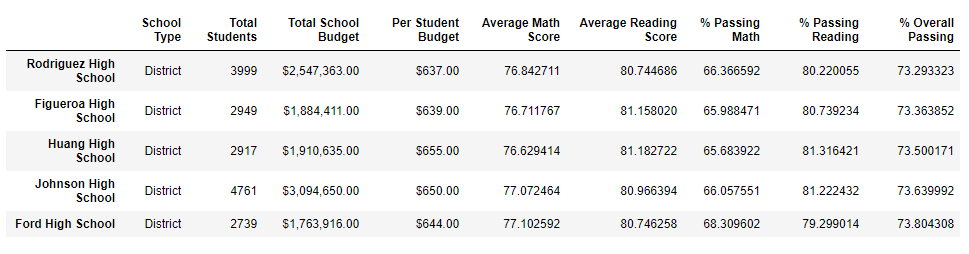 School Type Total Students Total School Budget Per Student Budget Average Math Score Average Reading Score % Passing Math % Passing Reading % Overall Passing
Rodriguez High School District 3999 $2,547,363.00 $637.00 76.842711 80.744686 66.366592 80.220055 73.293323
Figueroa High School District 2949 $1,884,411.00 $639.00 76.711767 81.158020 65.988471 80.739234 73.363852
Huang High School District 2917 $1,910,635.00 $655.00 76.629414 81.182722 65.683922 81.316421 73.500171
Johnson High School District 4761 $3,094,650.00 $650.00 77.072464 80.966394 66.057551 81.222432 73.639992
Ford High School District 2739 $1,763,916.00 $644.00 77.102592 80.746258 68.309602 79.299014 73.804308